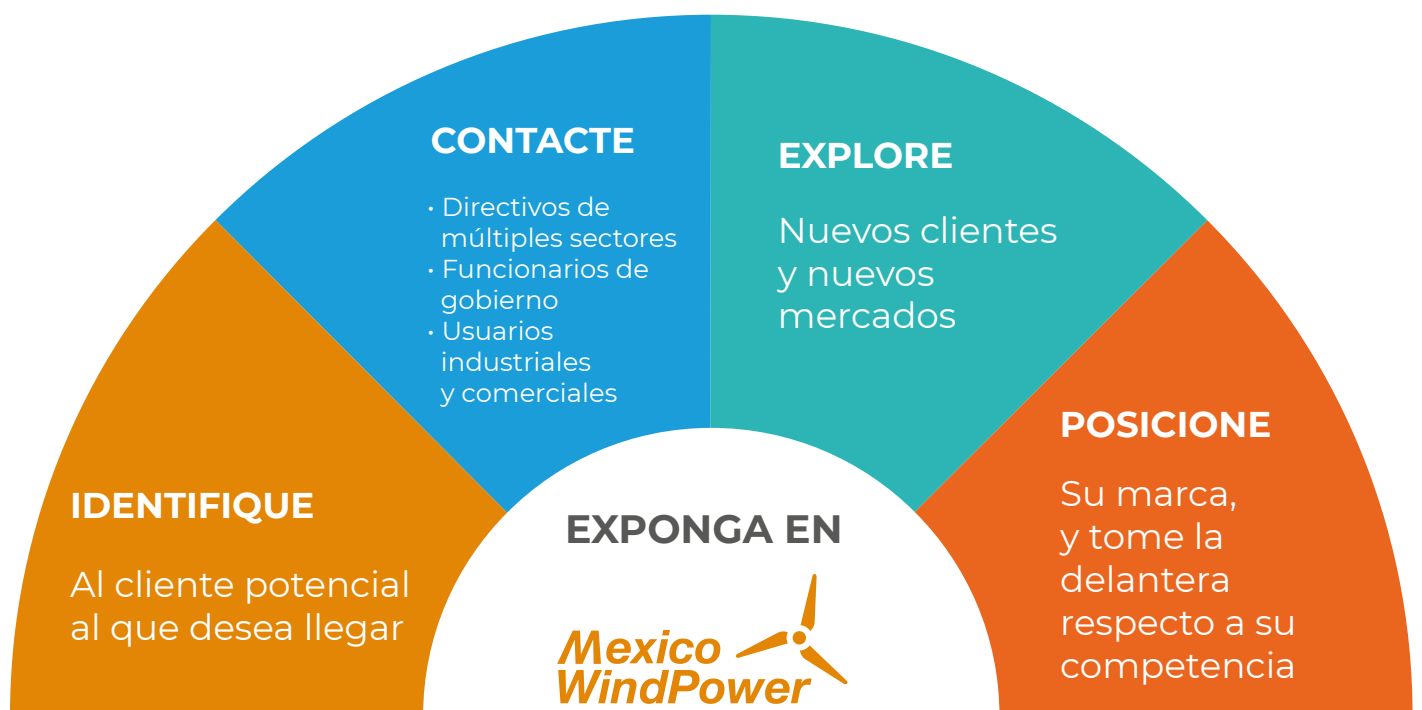 CONTACTE
· Directivos de
múltiples sectores
· Funcionarios de
gobierno
· Usuarios
industriales
y comerciales
EXPLORE
Nuevos clientes
y nuevos
mercados
IDENTIFIQUE
Al cliente potencial
al que desea llegar
POSICIONE
Su marca,
y tome la
delantera
respecto a su
competencia
EXPONGA EN
Mexico
WindPower